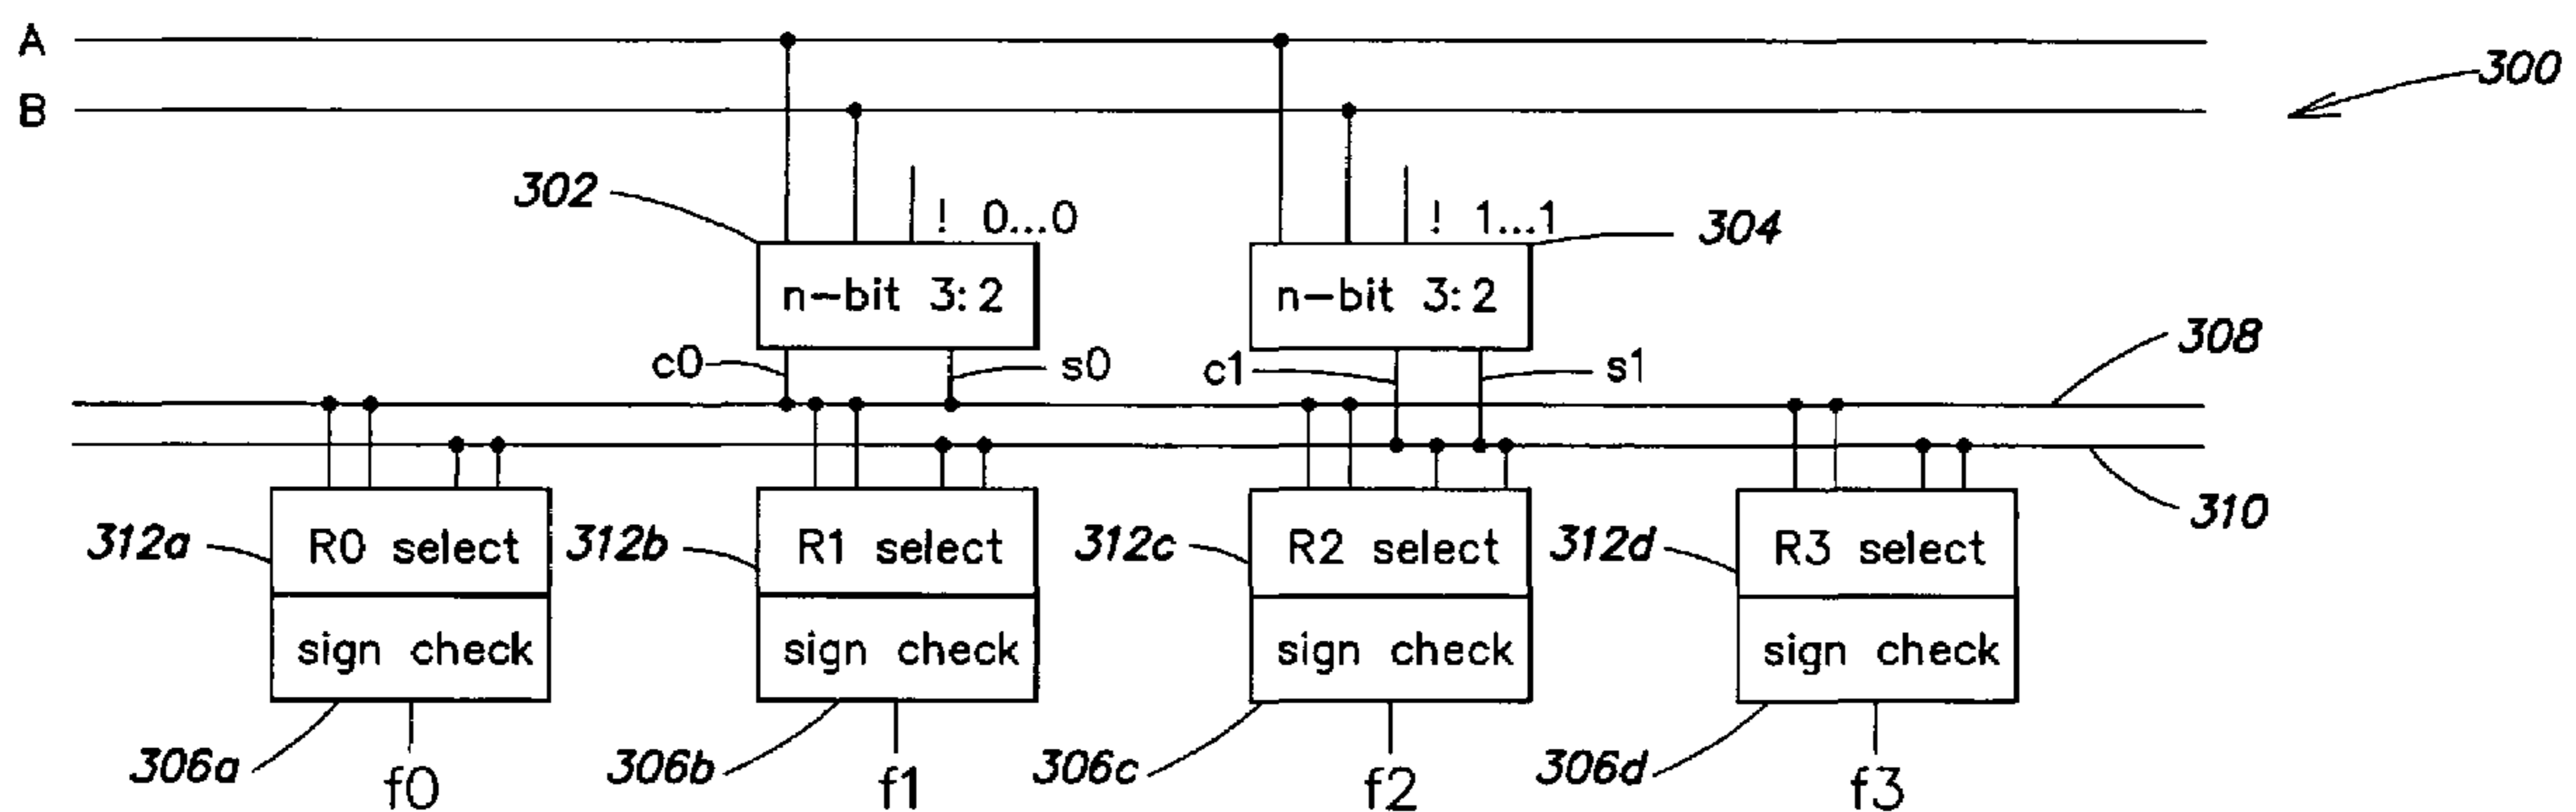 A
300
B
302
! 0...0
! 1...1
304
n-bit 3:2
n-bit 3:2
c0
s0
c1
s1
308
310
312a
R0 select
312b
R1 select
312c
R2 select
312d
R3 select
sign check
sign check
sign check
sign check
306a
f0
306b
f1
306c
f2
306d
f3